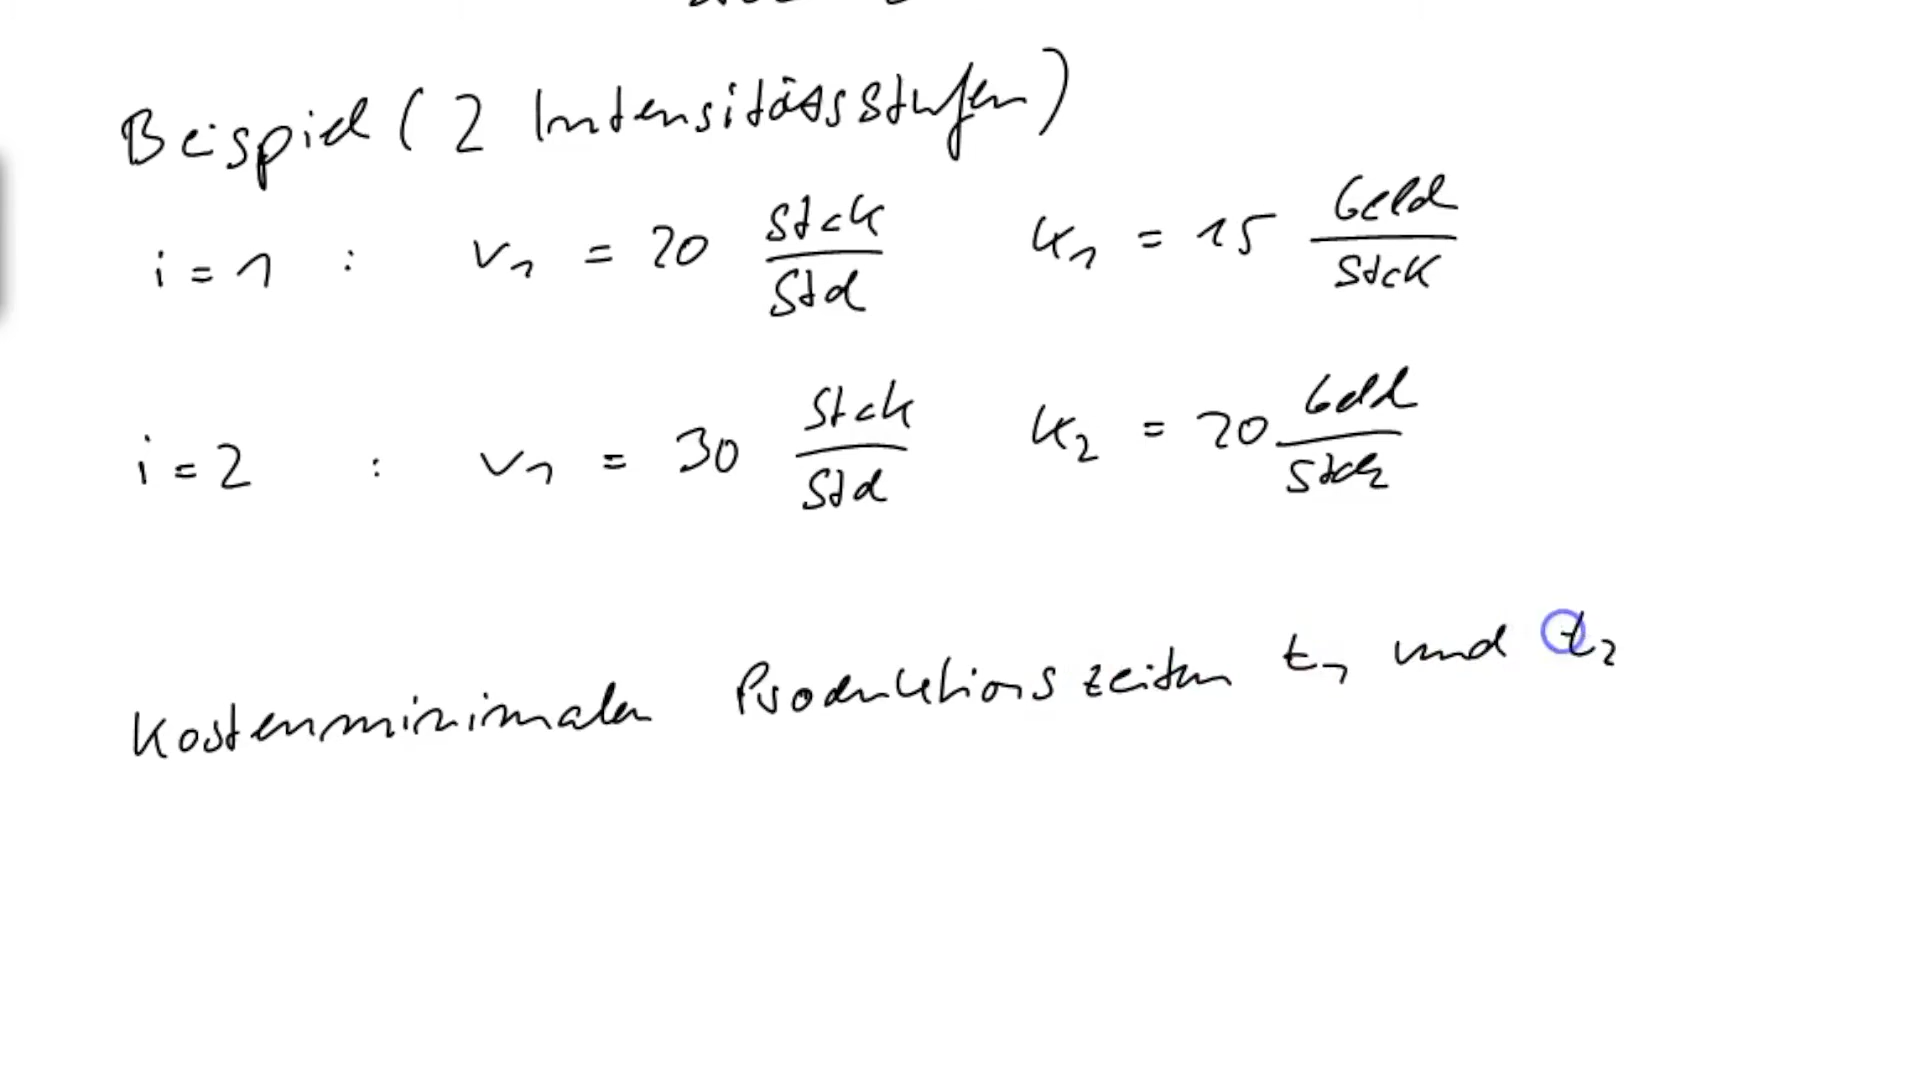 Beispiel (2 Intensitätsstufen)
i = 1 : v₁ = 20 Stck/Std k₁ = 15 Geld/Stck
i = 2 : v₁ = 30 Stck/Std k₂ = 20 Geld/Stck
Kostenminimalen Produktionszeiten t₁ und t₂